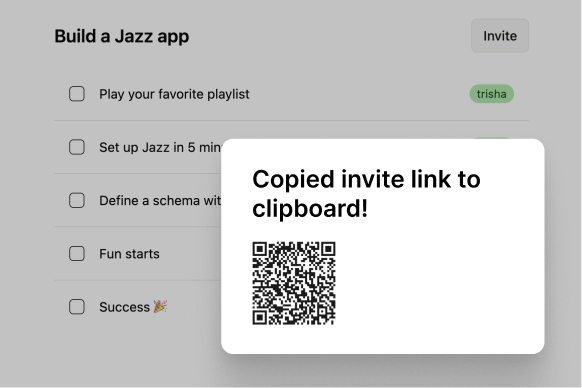 Build a Jazz app
Invite
Play your favorite playlist
trisha
Set up Jazz in 5 min
Define a schema wit
Fun starts
Success 🎉
Copied invite link to
clipboard!